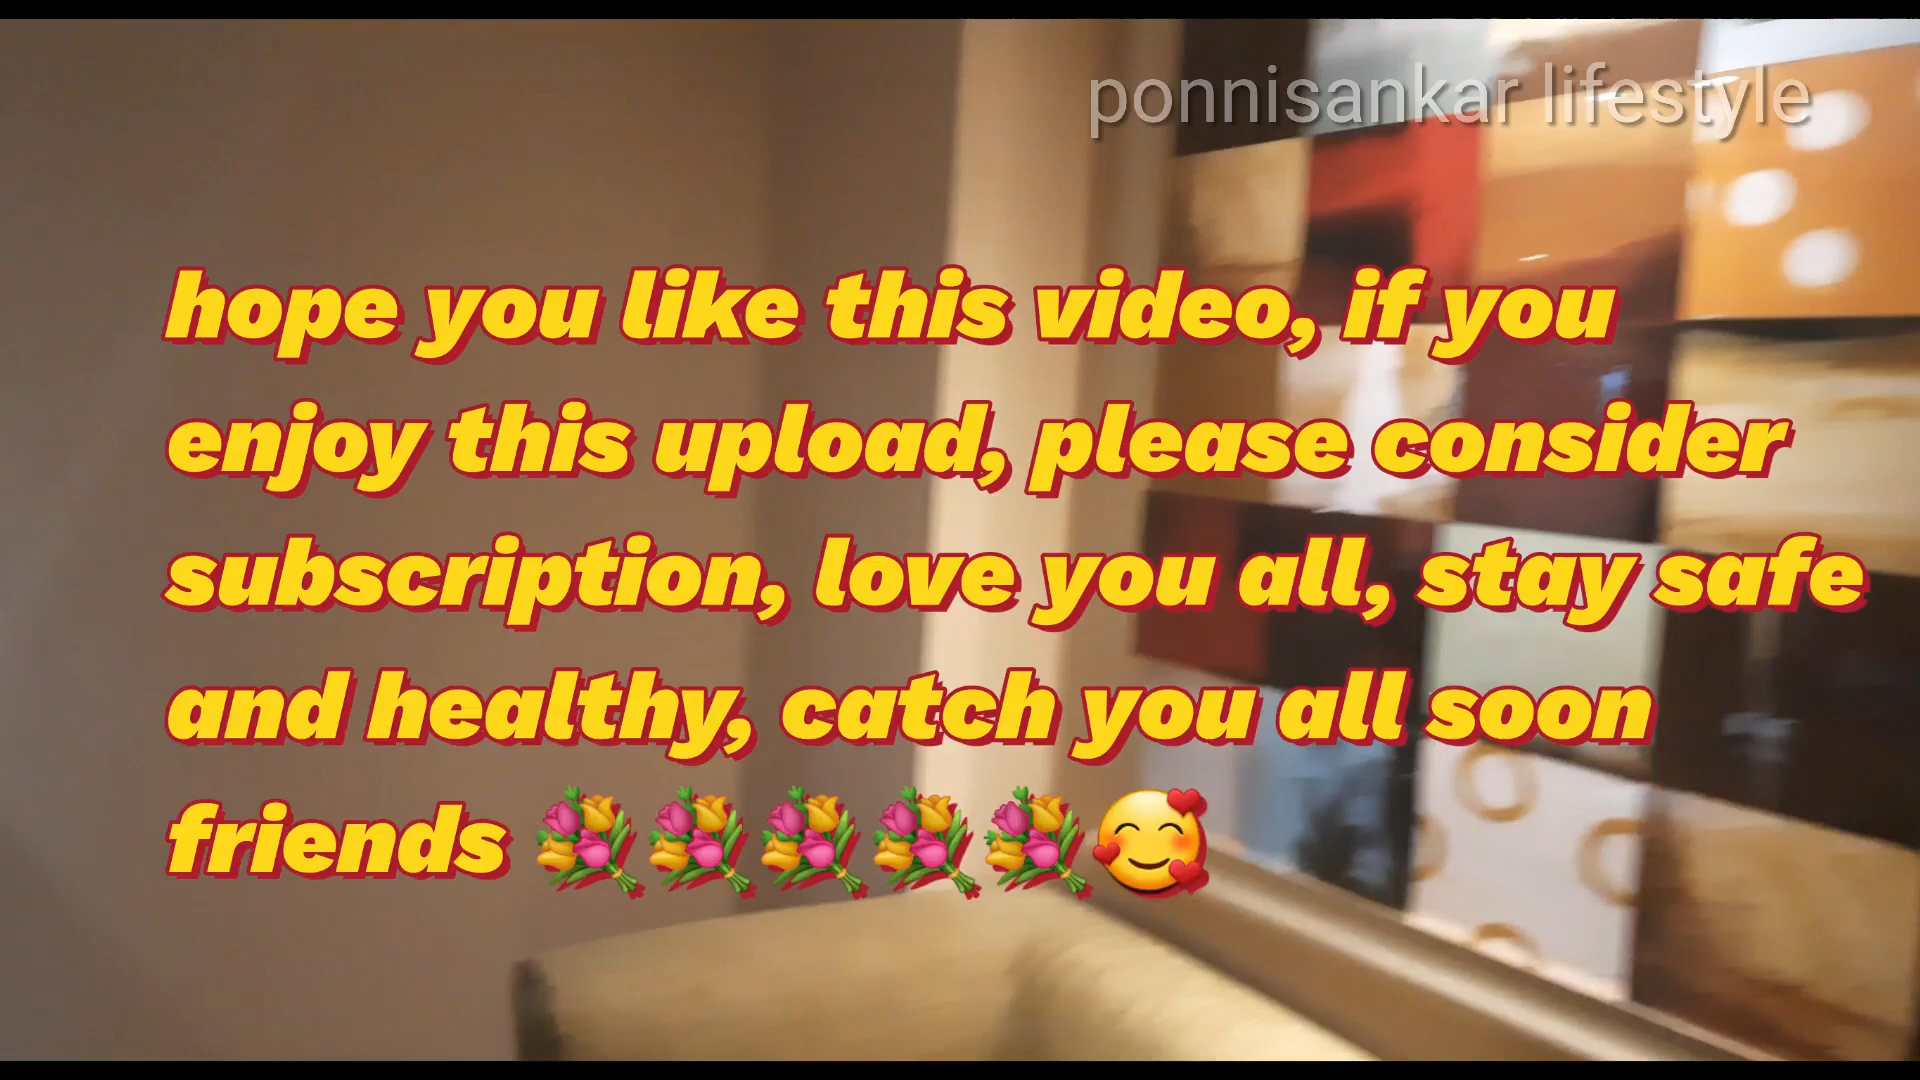 ponnisankar lifestyle
hope you like this video, if you
enjoy this upload, please consider
subscription, love you all, stay safe
and healthy, catch you all soon
friends 💐💐💐💐💐🥰